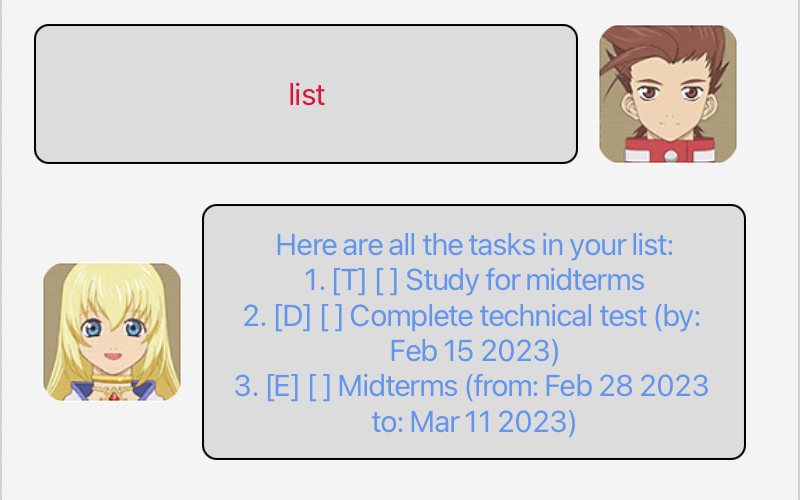 list
Here are all the tasks in your list:
1. [T] [ ] Study for midterms
2. [D] [ ] Complete technical test (by:
Feb 15 2023)
3. [E] [ ] Midterms (from: Feb 28 2023
to: Mar 11 2023)